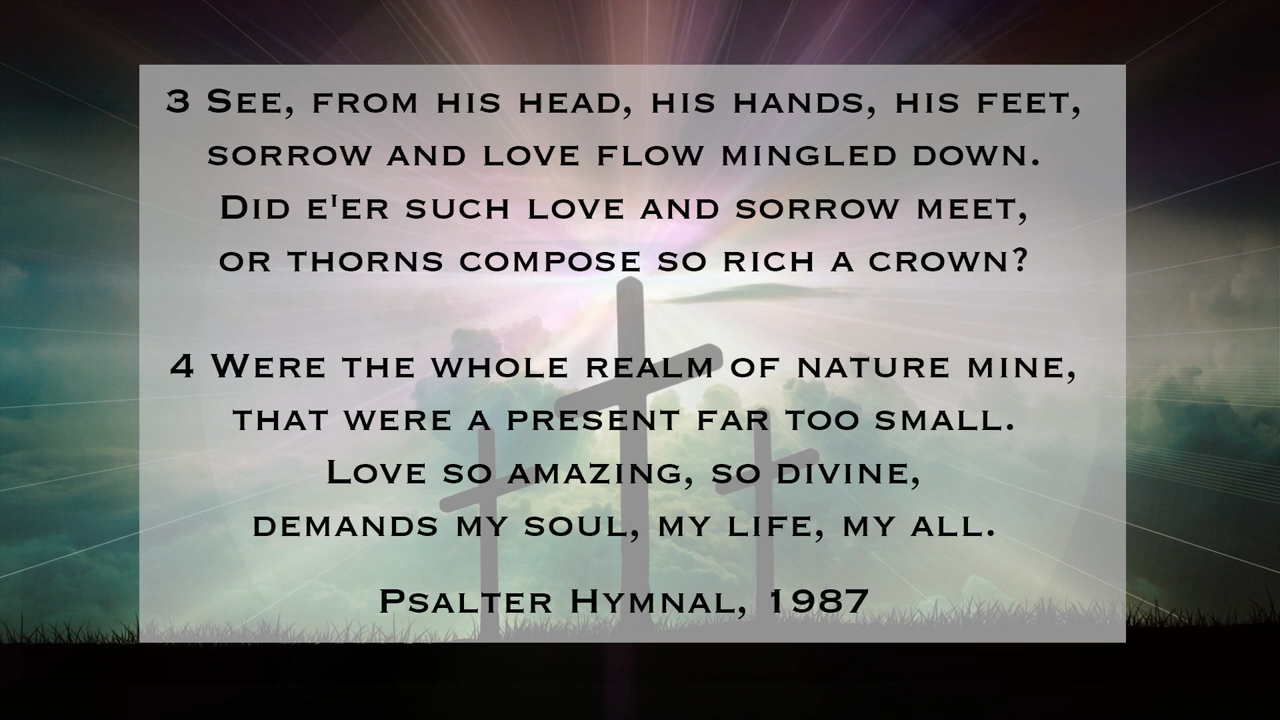 3 See, from his head, his hands, his feet,
sorrow and love flow mingled down.
Did e'er such love and sorrow meet,
or thorns compose so rich a crown?
4 Were the whole realm of nature mine,
that were a present far too small.
Love so amazing, so divine,
demands my soul, my life, my all.
Psalter Hymnal, 1987